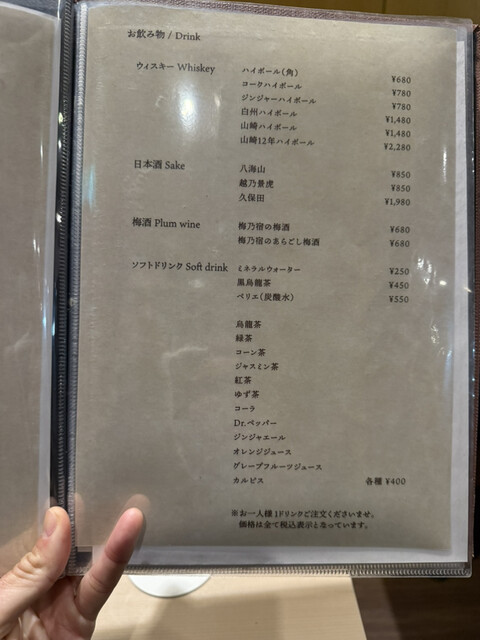 お飲み物 / Drink
ウィスキー Whiskey ハイボール(角) ¥680
コークハイボール ¥780
ジンジャーハイボール ¥780
白州ハイボール ¥1,480
山崎ハイボール ¥1,480
山崎12年ハイボール ¥2,280
日本酒 Sake 八海山 ¥850
越乃景虎 ¥850
久保田 ¥1,980
梅酒 Plum wine 梅乃宿の梅酒 ¥680
梅乃宿のあらごし梅酒 ¥680
ソフトドリンク Soft drink ミネラルウォーター ¥250
黒烏龍茶 ¥450
ペリエ(炭酸水) ¥550
烏龍茶
緑茶
コーン茶
ジャスミン茶
紅茶
ゆず茶
コーラ
Dr.ペッパー
ジンジャエール
オレンジジュース
グレープフルーツジュース
カルピス 各種 ¥400
※お一人様1ドリンクご注文くださいませ。
価格は全て税込表示となっています。